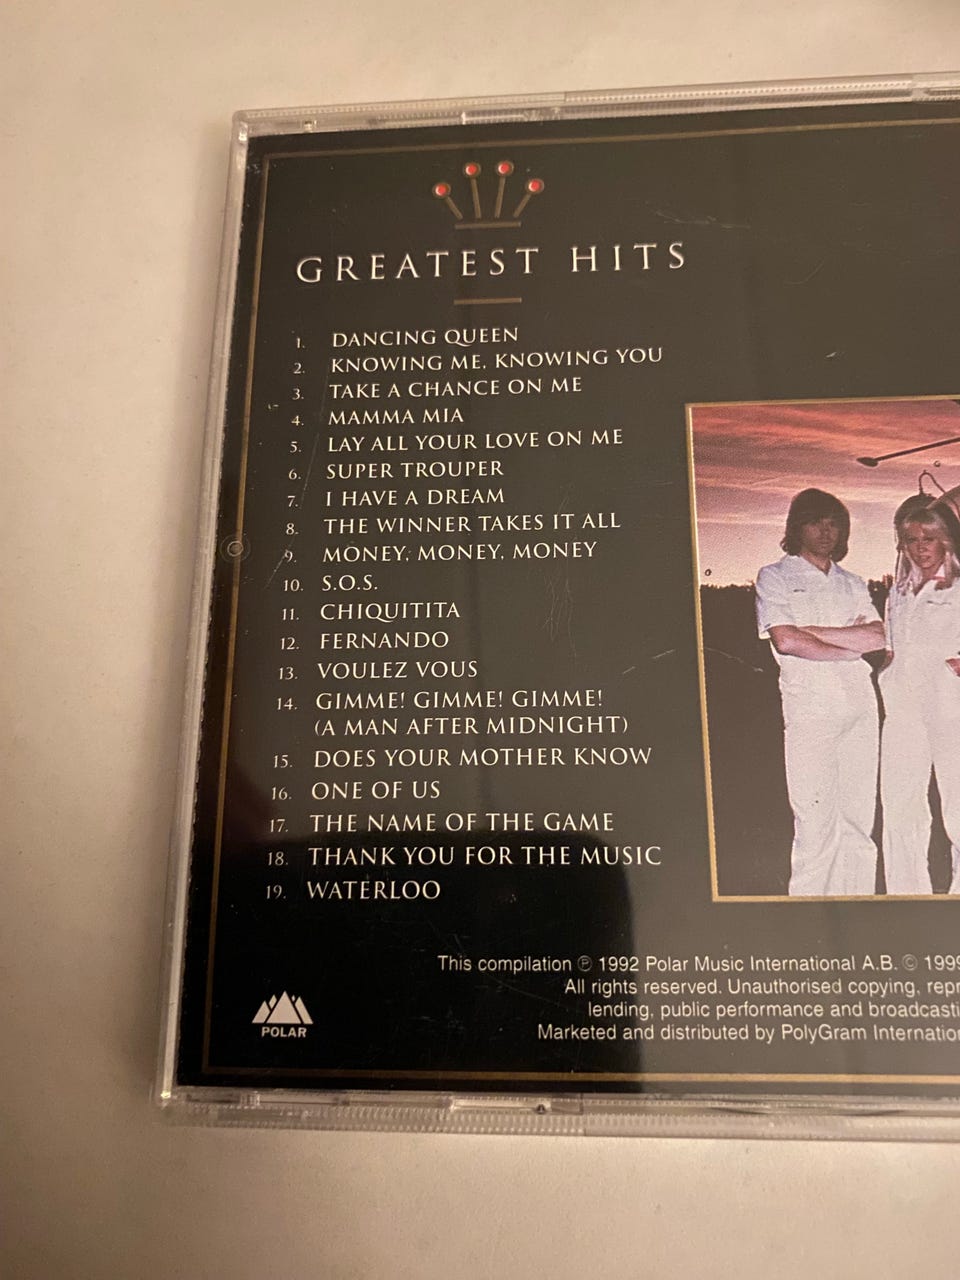 GREATEST HITS
1. DANCING QUEEN
2. KNOWING ME, KNOWING YOU
3. TAKE A CHANCE ON ME
4. MAMMA MIA
5. LAY ALL YOUR LOVE ON ME
6. SUPER TROUPER
7. I HAVE A DREAM
8. THE WINNER TAKES IT ALL
9. MONEY, MONEY, MONEY
10. S.O.S.
11. CHIQUITITA
12. FERNANDO
13. VOULEZ VOUS
14. GIMME! GIMME! GIMME!
(A MAN AFTER MIDNIGHT)
15. DOES YOUR MOTHER KNOW
16. ONE OF US
17. THE NAME OF THE GAME
18. THANK YOU FOR THE MUSIC
19. WATERLOO
This compilation ℗ 1992 Polar Music International A.B. © 1999
All rights reserved. Unauthorised copying, repr
lending, public performance and broadcasti
Marketed and distributed by PolyGram Internatio
POLAR